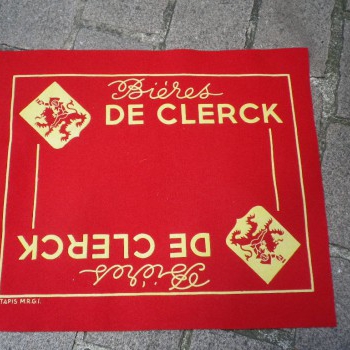 Bières
DE CLERCK
DE CLERCK
Bières
TAPIS M.R.G.I.